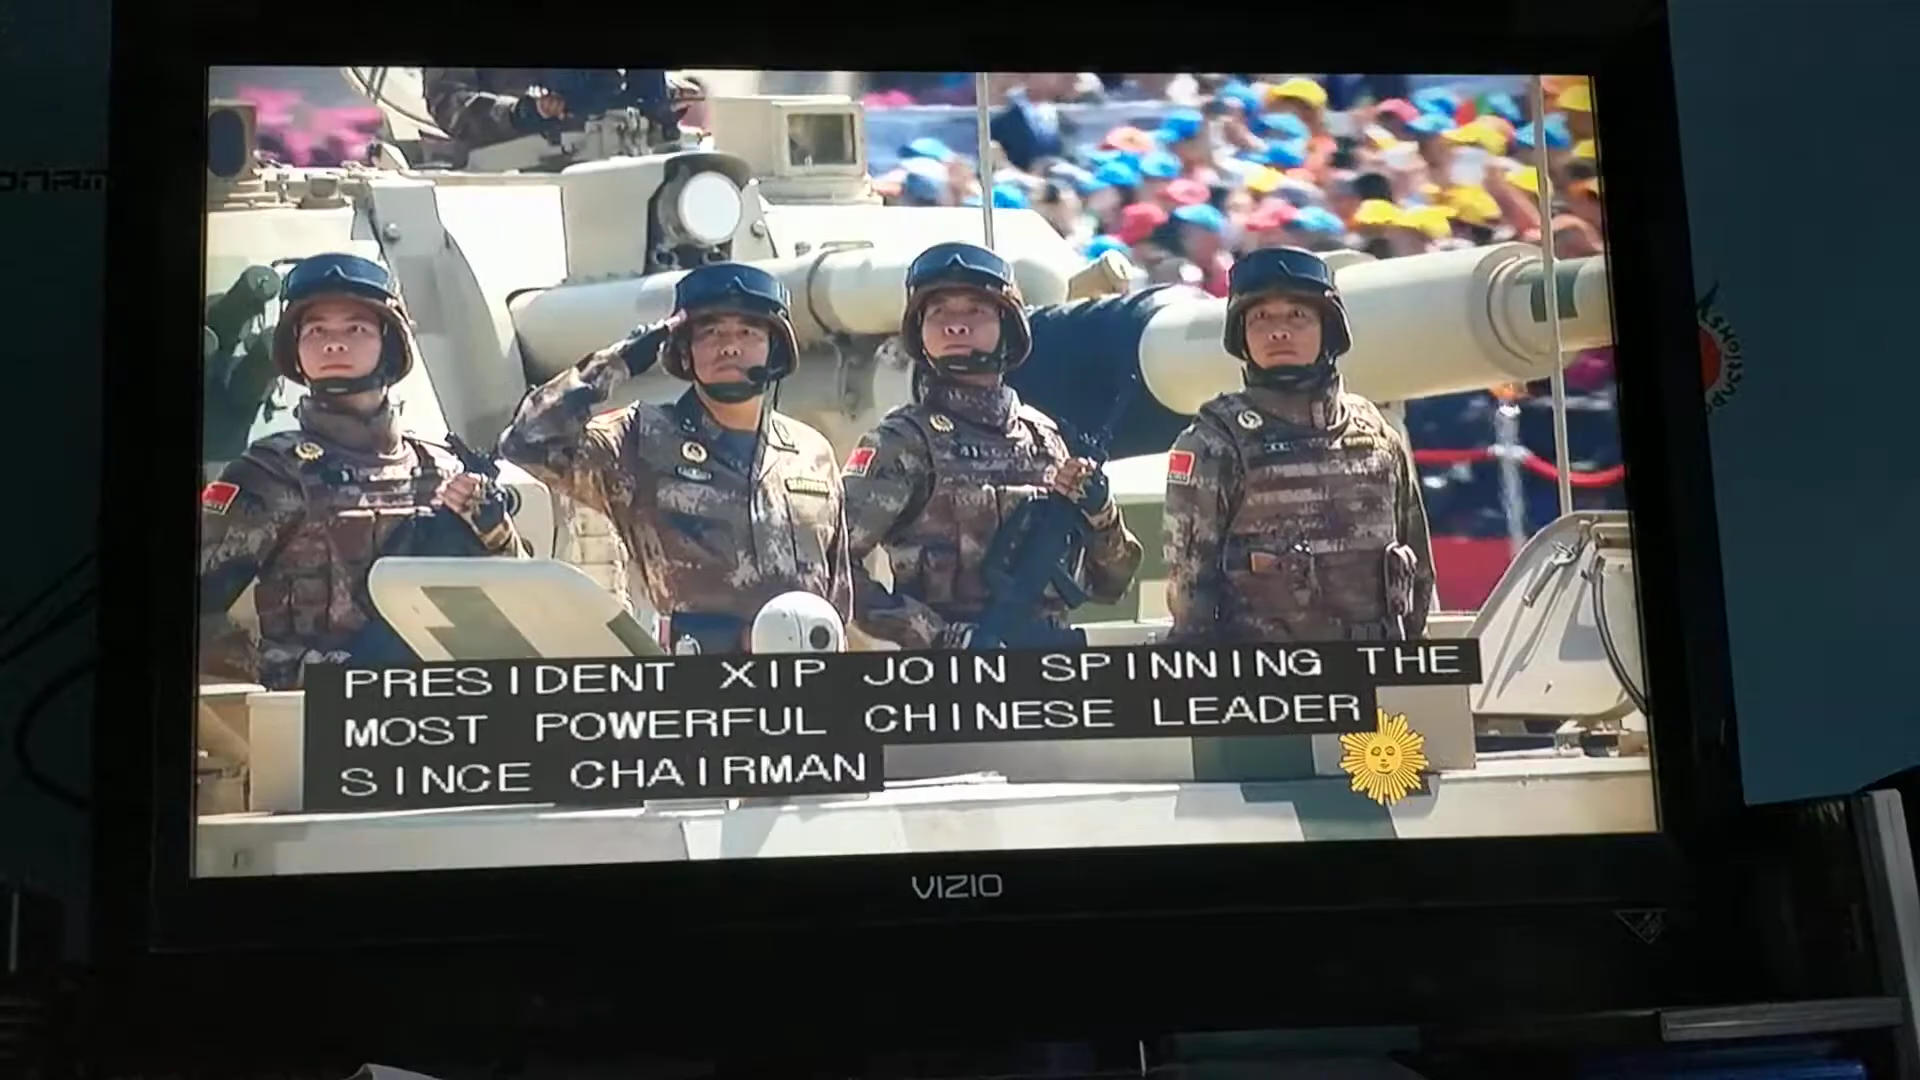 PRESIDENT XIP JOIN SPINNING THE
MOST POWERFUL CHINESE LEADER
SINCE CHAIRMAN
VIZIO